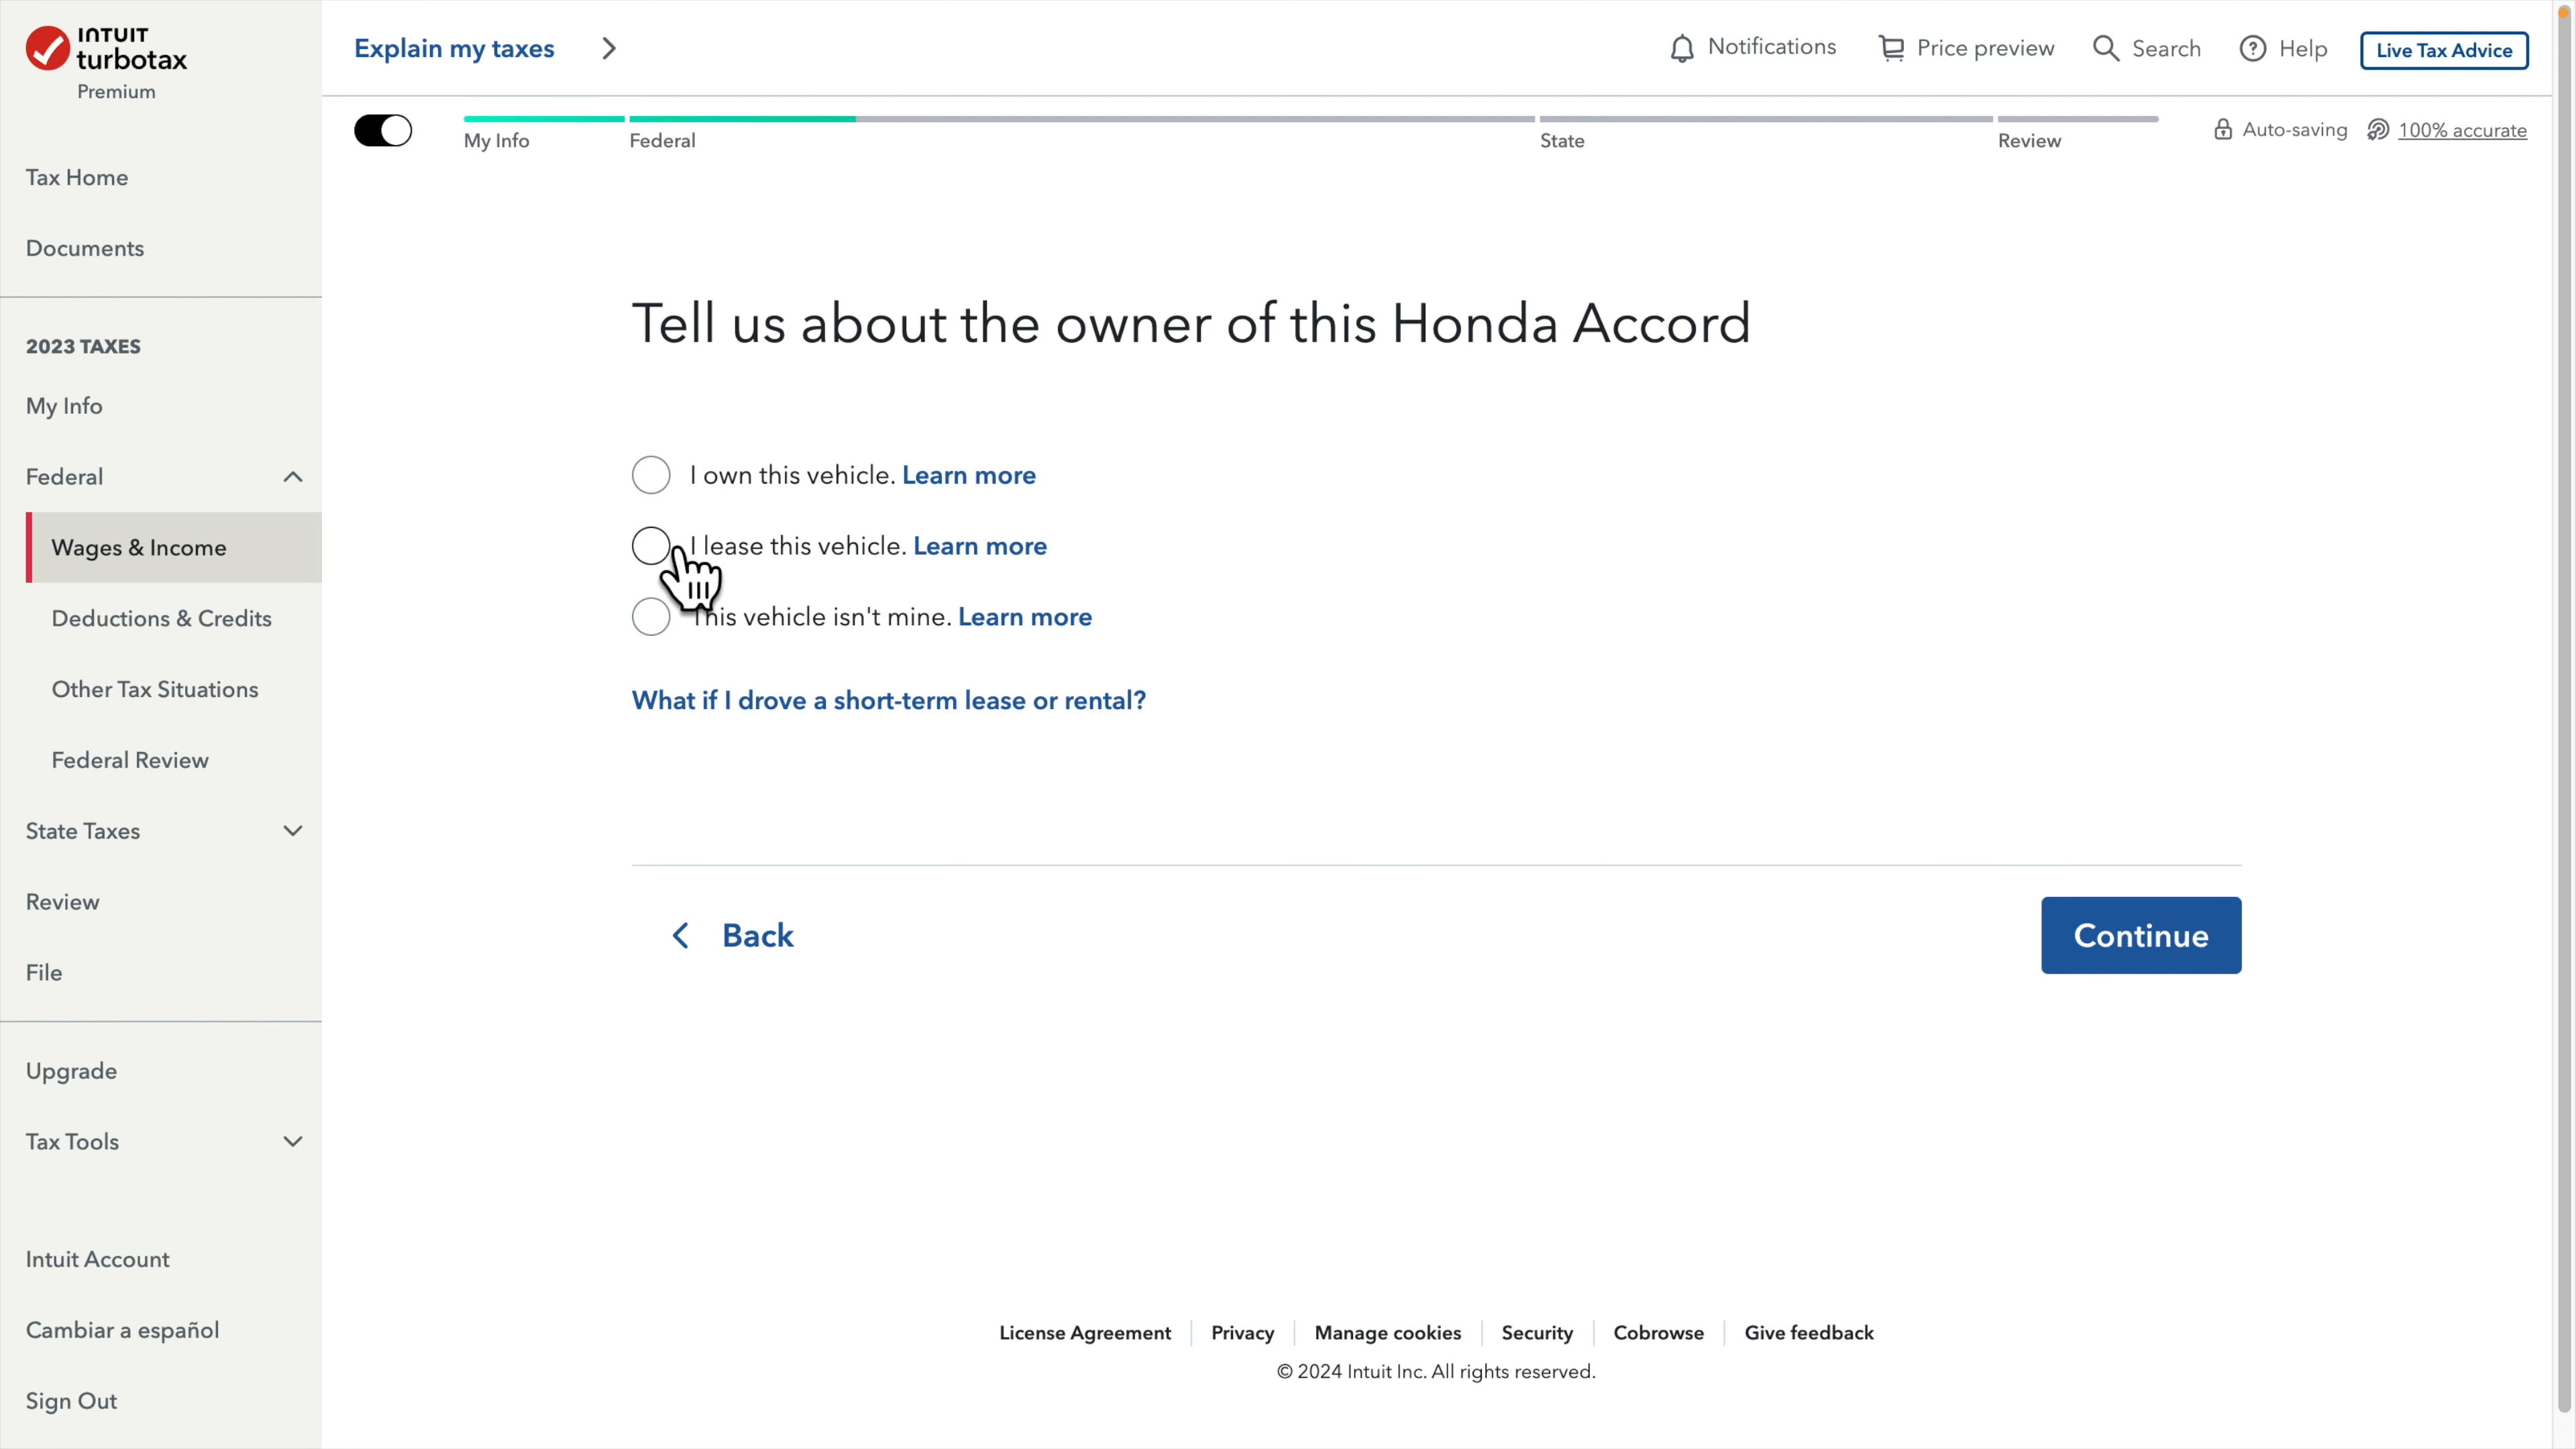 INTUIT
turbotax
Premium
Explain my taxes
Notifications
Price preview
Search
Help
Live Tax Advice
My Info
Federal
State
Review
Auto-saving
100% accurate
Tax Home
Documents
2023 TAXES
My Info
Federal
Wages & Income
Deductions & Credits
Other Tax Situations
Federal Review
State Taxes
Review
File
Upgrade
Tax Tools
Intuit Account
Cambiar a español
Sign Out
Tell us about the owner of this Honda Accord
I own this vehicle. Learn more
I lease this vehicle. Learn more
This vehicle isn't mine. Learn more
What if I drove a short-term lease or rental?
Back
Continue
License Agreement
Privacy
Manage cookies
Security
Cobrowse
Give feedback
© 2024 Intuit Inc. All rights reserved.